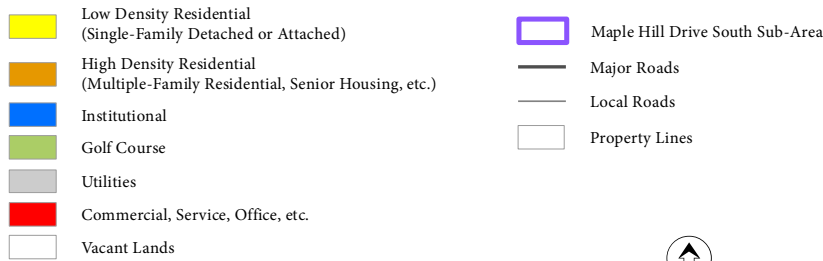 Low Density Residential
(Single-Family Detached or Attached)
High Density Residential
(Multiple-Family Residential, Senior Housing, etc.)
Institutional
Golf Course
Utilities
Commercial, Service, Office, etc.
Vacant Lands
Maple Hill Drive South Sub-Area
Major Roads
Local Roads
Property Lines